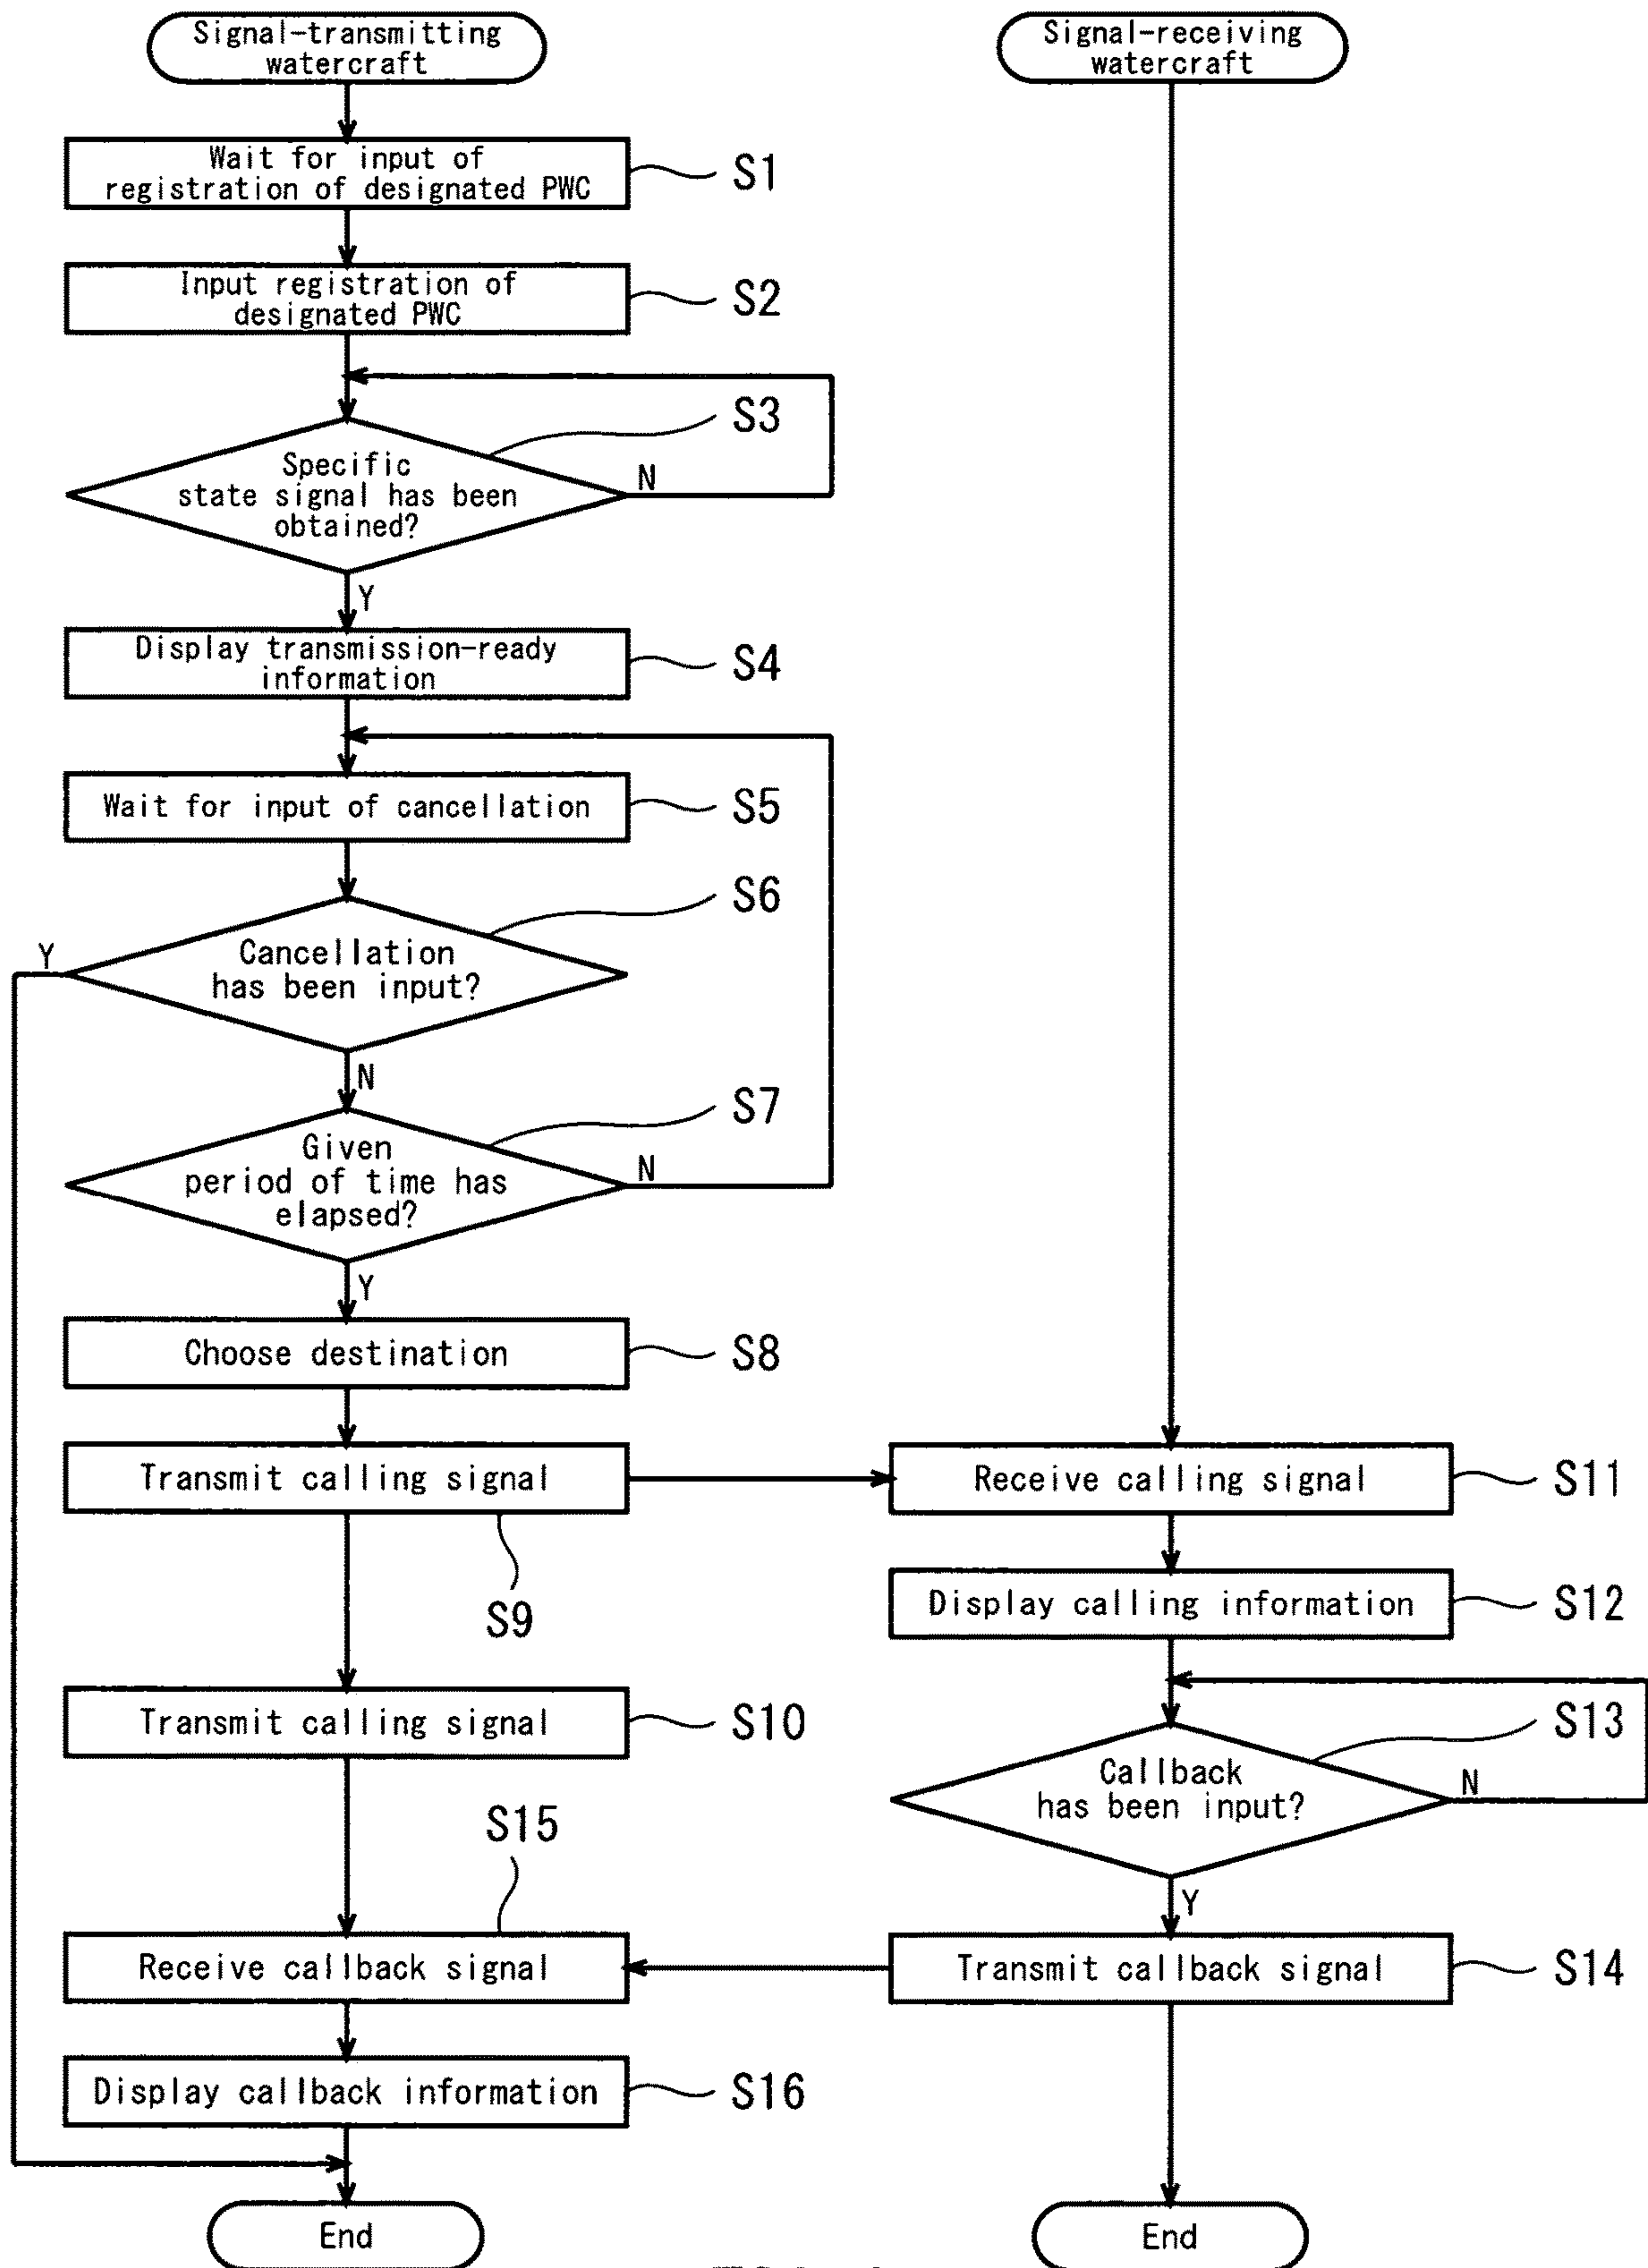 Signal-transmitting
watercraft
Signal-receiving
watercraft
Wait for input of
registration of designated PWC
S1
Input registration of
designated PWC
S2
S3
Specific
state signal has been
obtained?
N
Y
Display transmission-ready
information
S4
Wait for input of cancellation
S5
S6
Y
Cancellation
has been input?
N
S7
Given
period of time has
elapsed?
N
Y
Choose destination
S8
Transmit calling signal
Receive calling signal
S11
S9
Display calling information
S12
Transmit calling signal
S10
S13
Callback
has been input?
N
S15
Y
Receive callback signal
Transmit callback signal
S14
Display callback information
S16
End
End